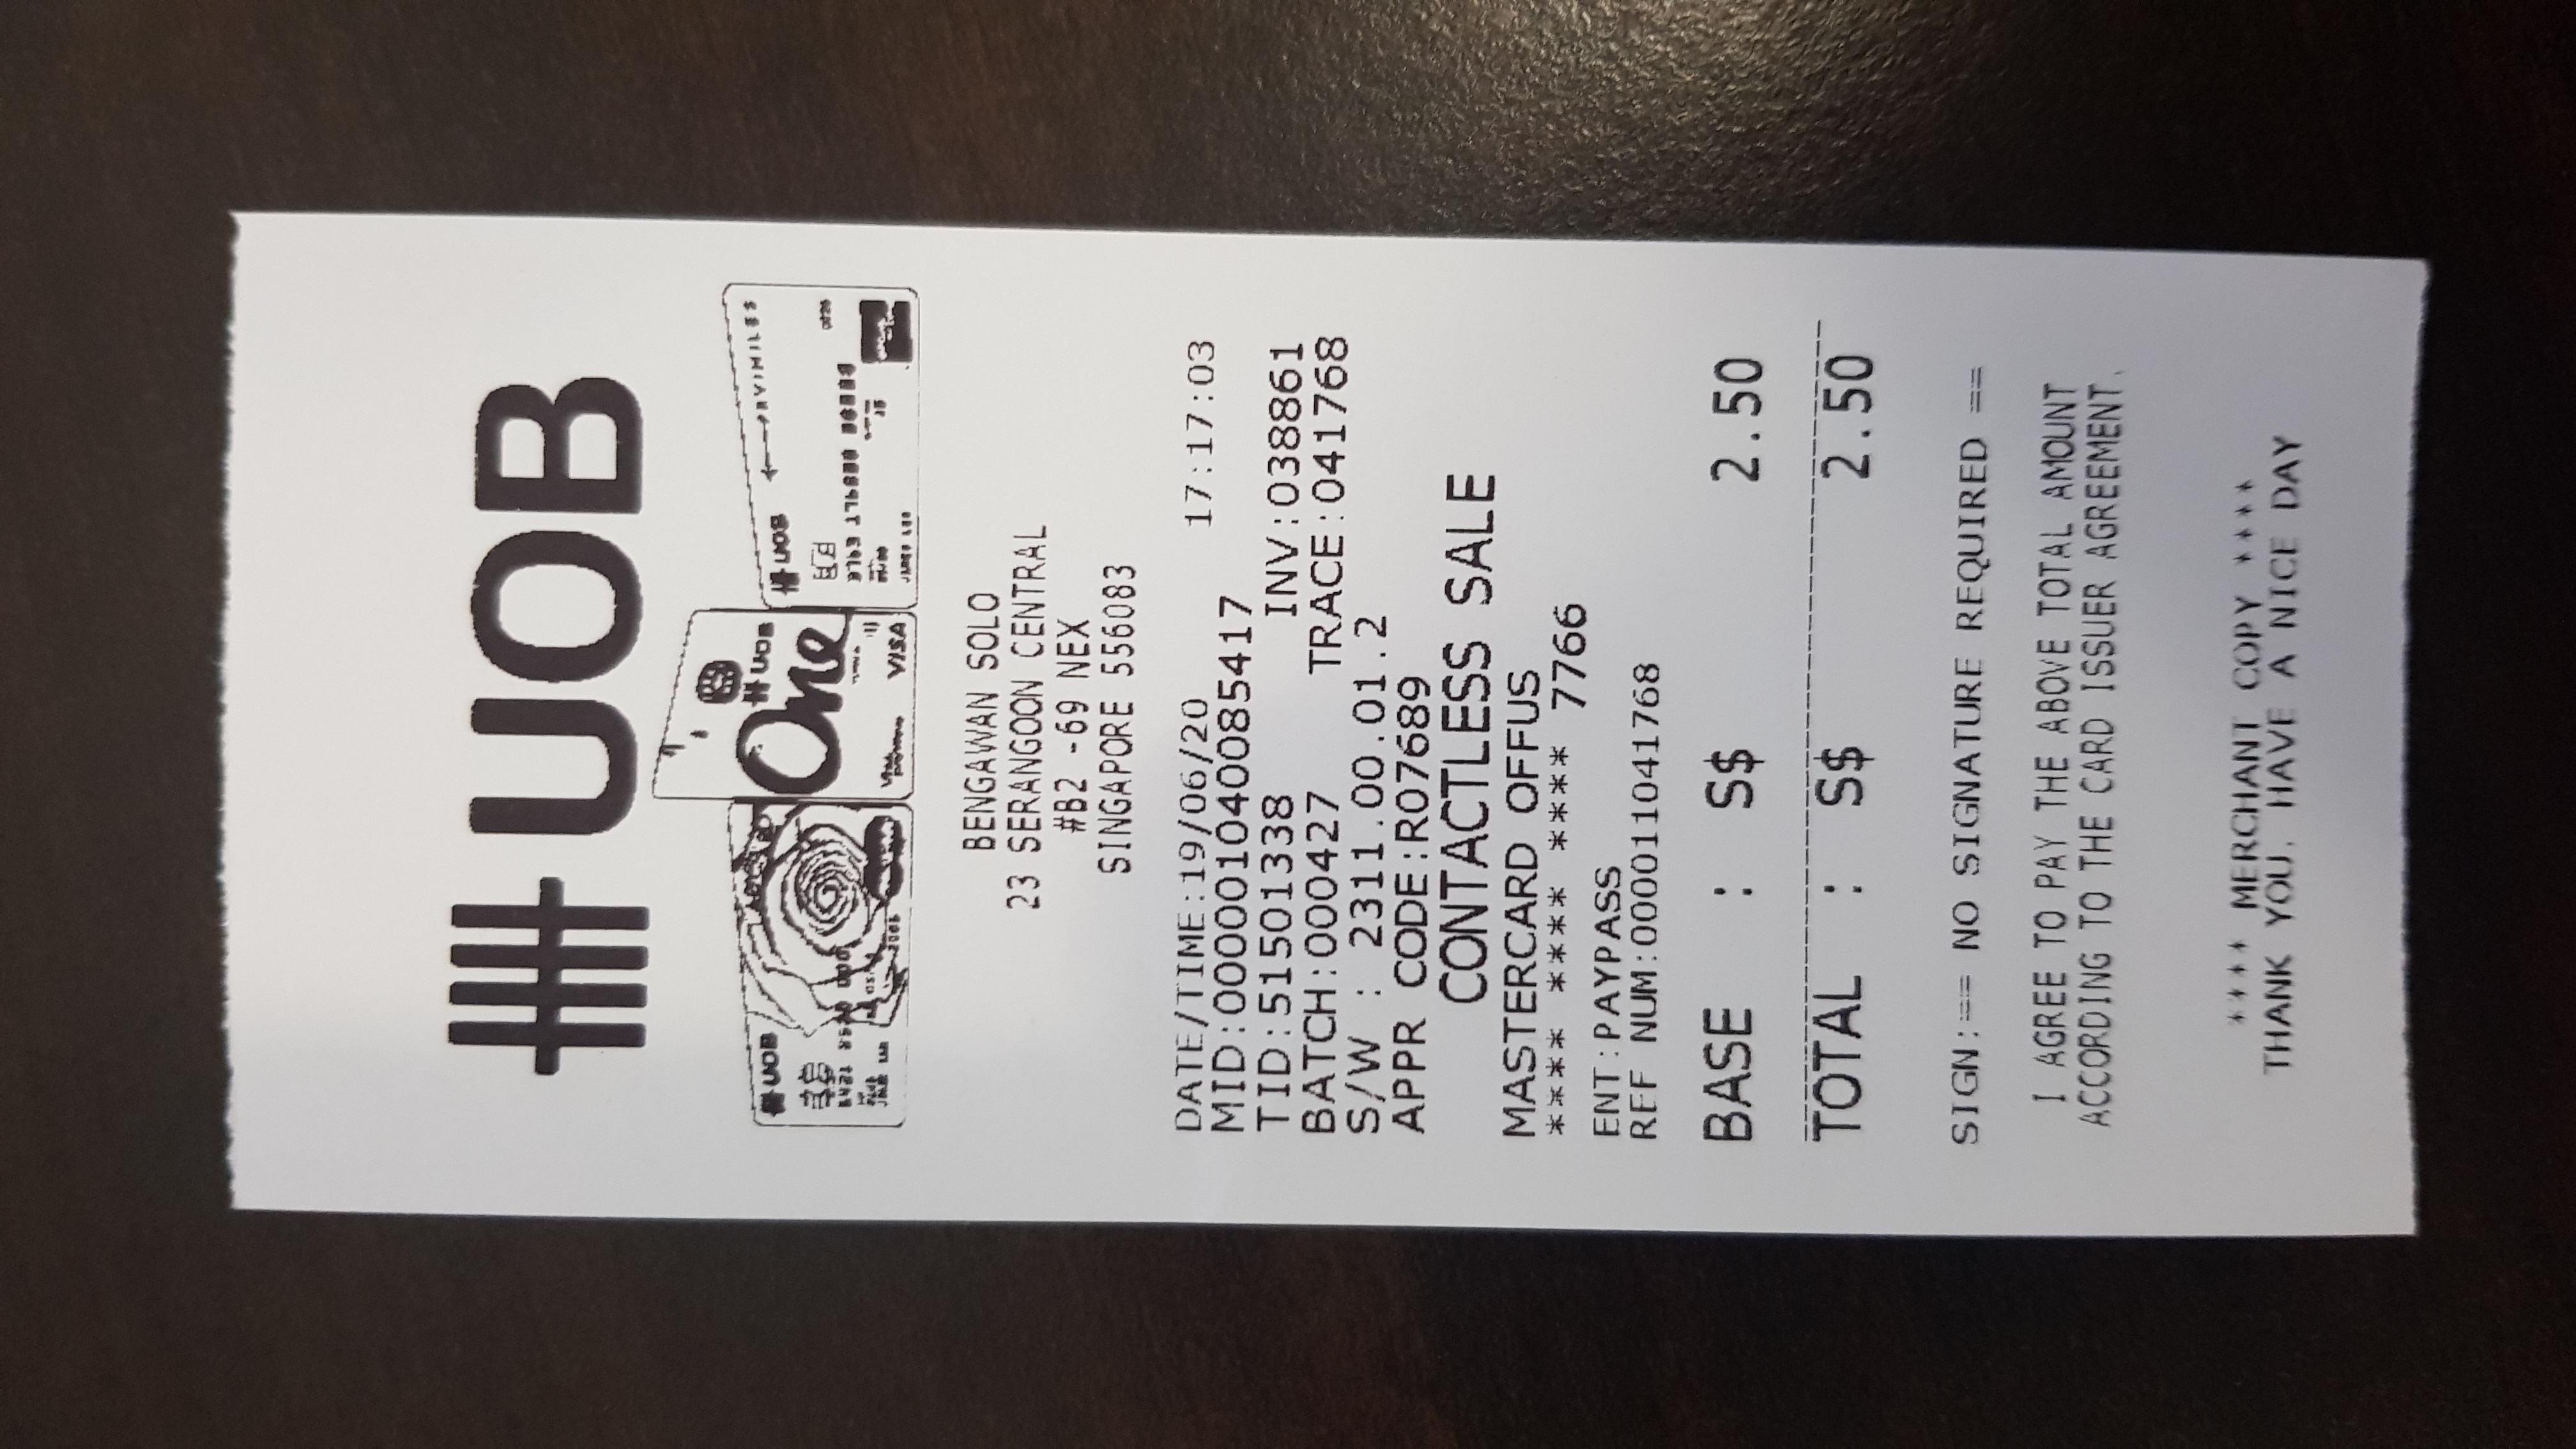 UOB
UOB
UOB
One
VISA
UOB
PRVIMILES
BENGAWAN SOLO
23 SERANGOON CENTRAL
#B2 -69 NEX
SINGAPORE 556083
DATE/TIME:19/06/20 17:17:03
MID:000001040085417
TID:51501338 INV:038861
BATCH:000427 TRACE:041768
S/W : 2311.00.01.2
APPR CODE:R07689
CONTACTLESS SALE
MASTERCARD OFFUS
**** **** **** 7766
ENT:PAYPASS
REF NUM:000011041768
BASE : S$ 2.50
TOTAL : S$ 2.50
SIGN:== NO SIGNATURE REQUIRED ==
I AGREE TO PAY THE ABOVE TOTAL AMOUNT
ACCORDING TO THE CARD ISSUER AGREEMENT.
**** MERCHANT COPY ****
THANK YOU. HAVE A NICE DAY